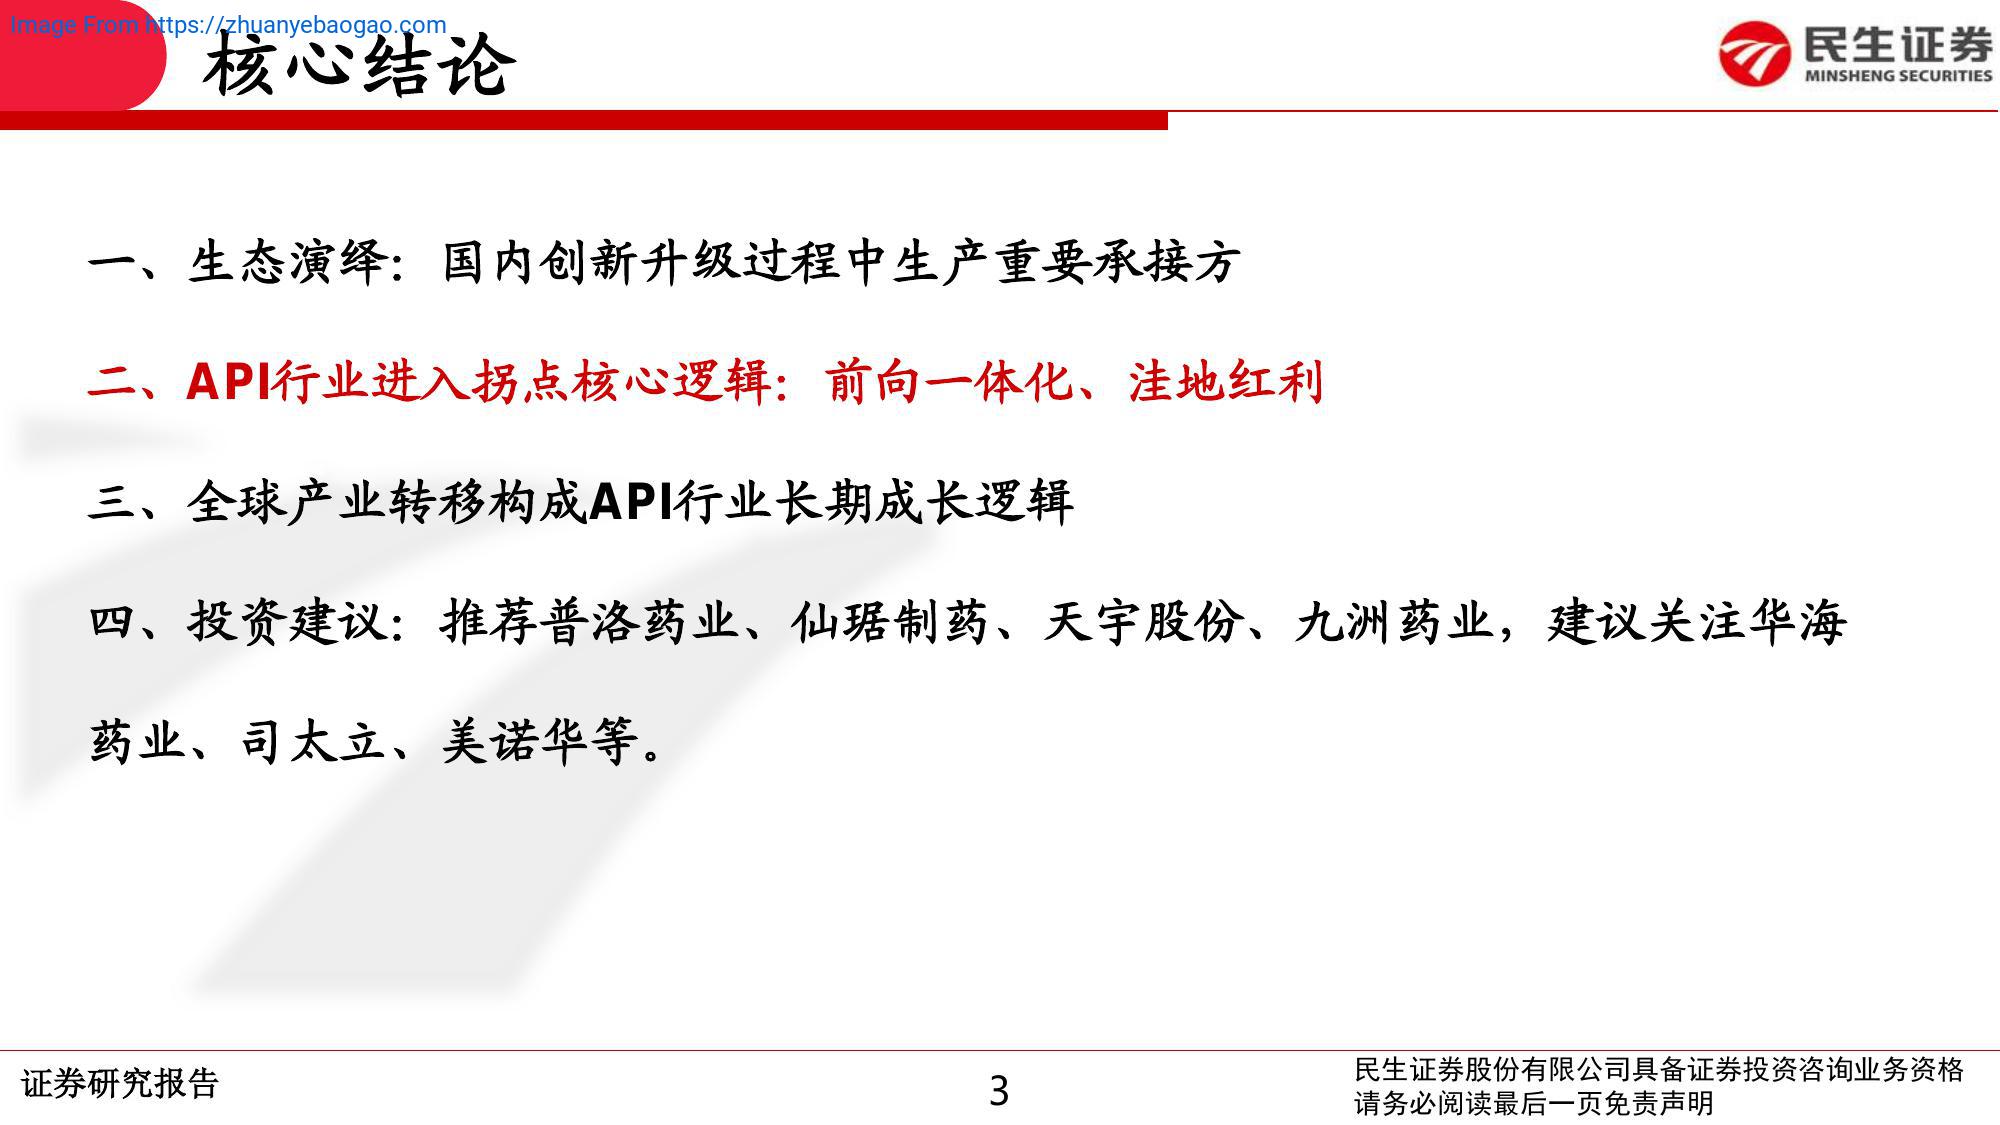 Image From https://zhuanyebaogao.com
核心结论
民生证券
MINSHENG SECURITIES
一、生态演绎：国内创新升级过程中生产重要承接方
二、API行业进入拐点核心逻辑：前向一体化、洼地红利
三、全球产业转移构成API行业长期成长逻辑
四、投资建议：推荐普洛药业、仙琚制药、天宇股份、九洲药业，建议关注华海
药业、司太立、美诺华等。
证券研究报告
3
民生证券股份有限公司具备证券投资咨询业务资格
请务必阅读最后一页免责声明